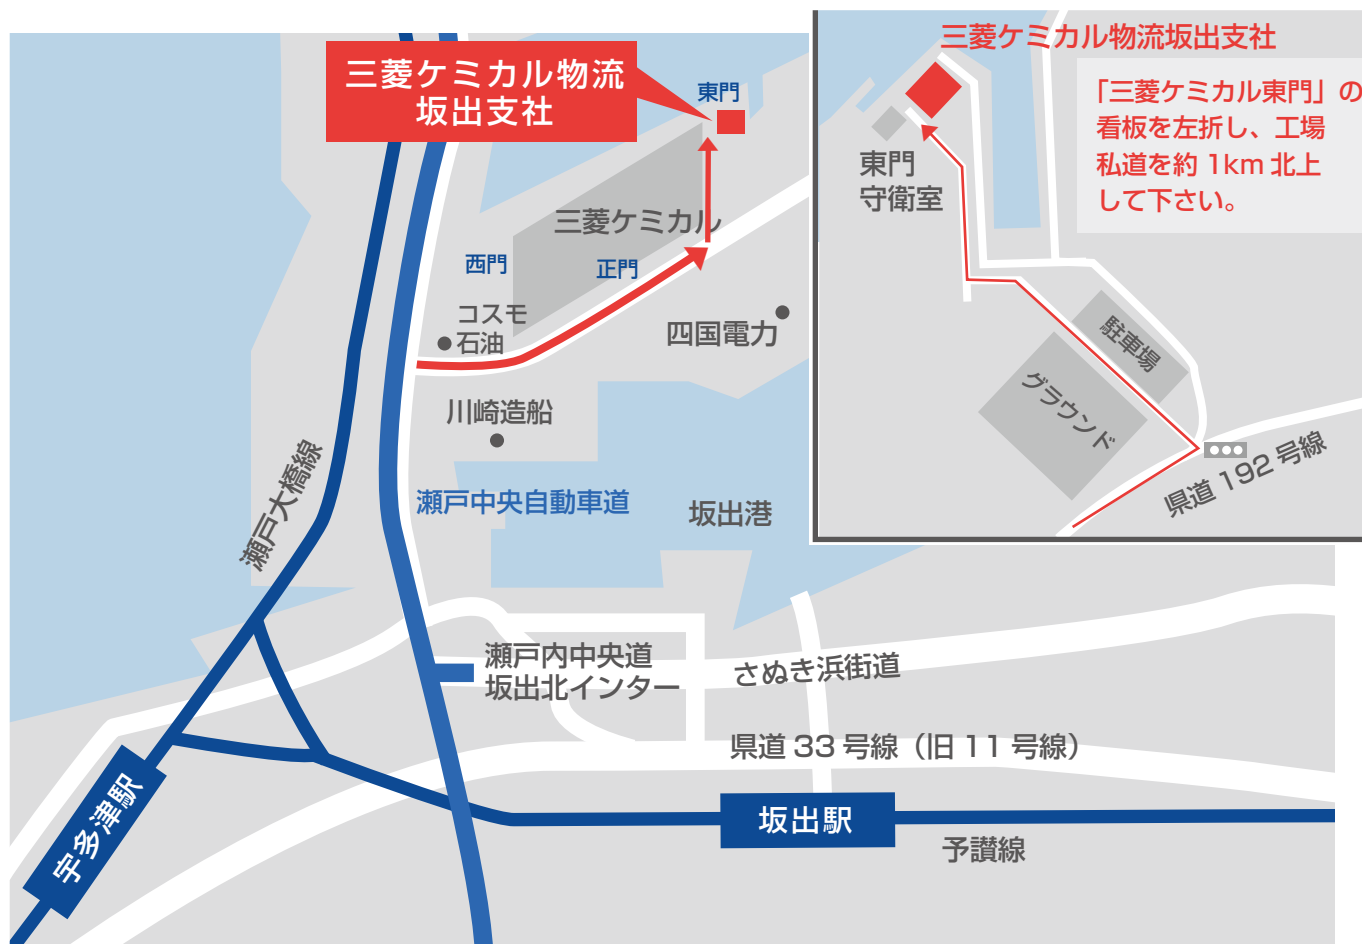 三菱ケミカル物流
坂出支社
東門
三菱ケミカル
西門
正門
コスモ
石油
四国電力
川崎造船
瀬戸大橋線
瀬戸中央自動車道
坂出港
瀬戸内中央道
坂出北インター
さぬき浜街道
県道 33 号線（旧 11 号線）
宇多津駅
坂出駅
予讃線
三菱ケミカル物流坂出支社
「三菱ケミカル東門」の
看板を左折し、工場
私道を約 1km 北上
して下さい。
東門
守衛室
駐車場
グラウンド
県道 192 号線